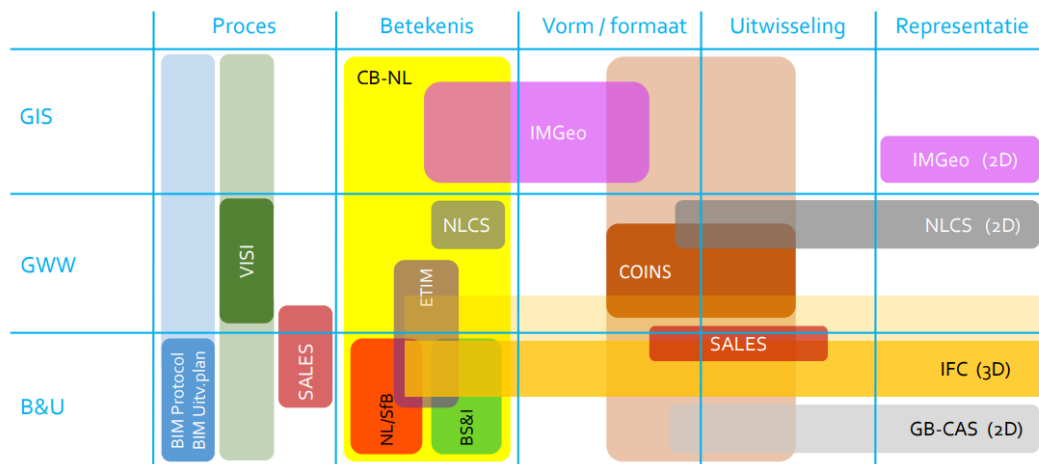 Proces
Betekenis
Vorm / formaat
Uitwisseling
Representatie
GIS
CB-NL
IMGeo
IMGeo (2D)
GWW
VISI
NLCS
NLCS (2D)
ETIM
COINS
SALES
SALES
B&U
BIM Protocol
BIM Uitv.plan
NL/SfB
BS&I
IFC (3D)
GB-CAS (2D)